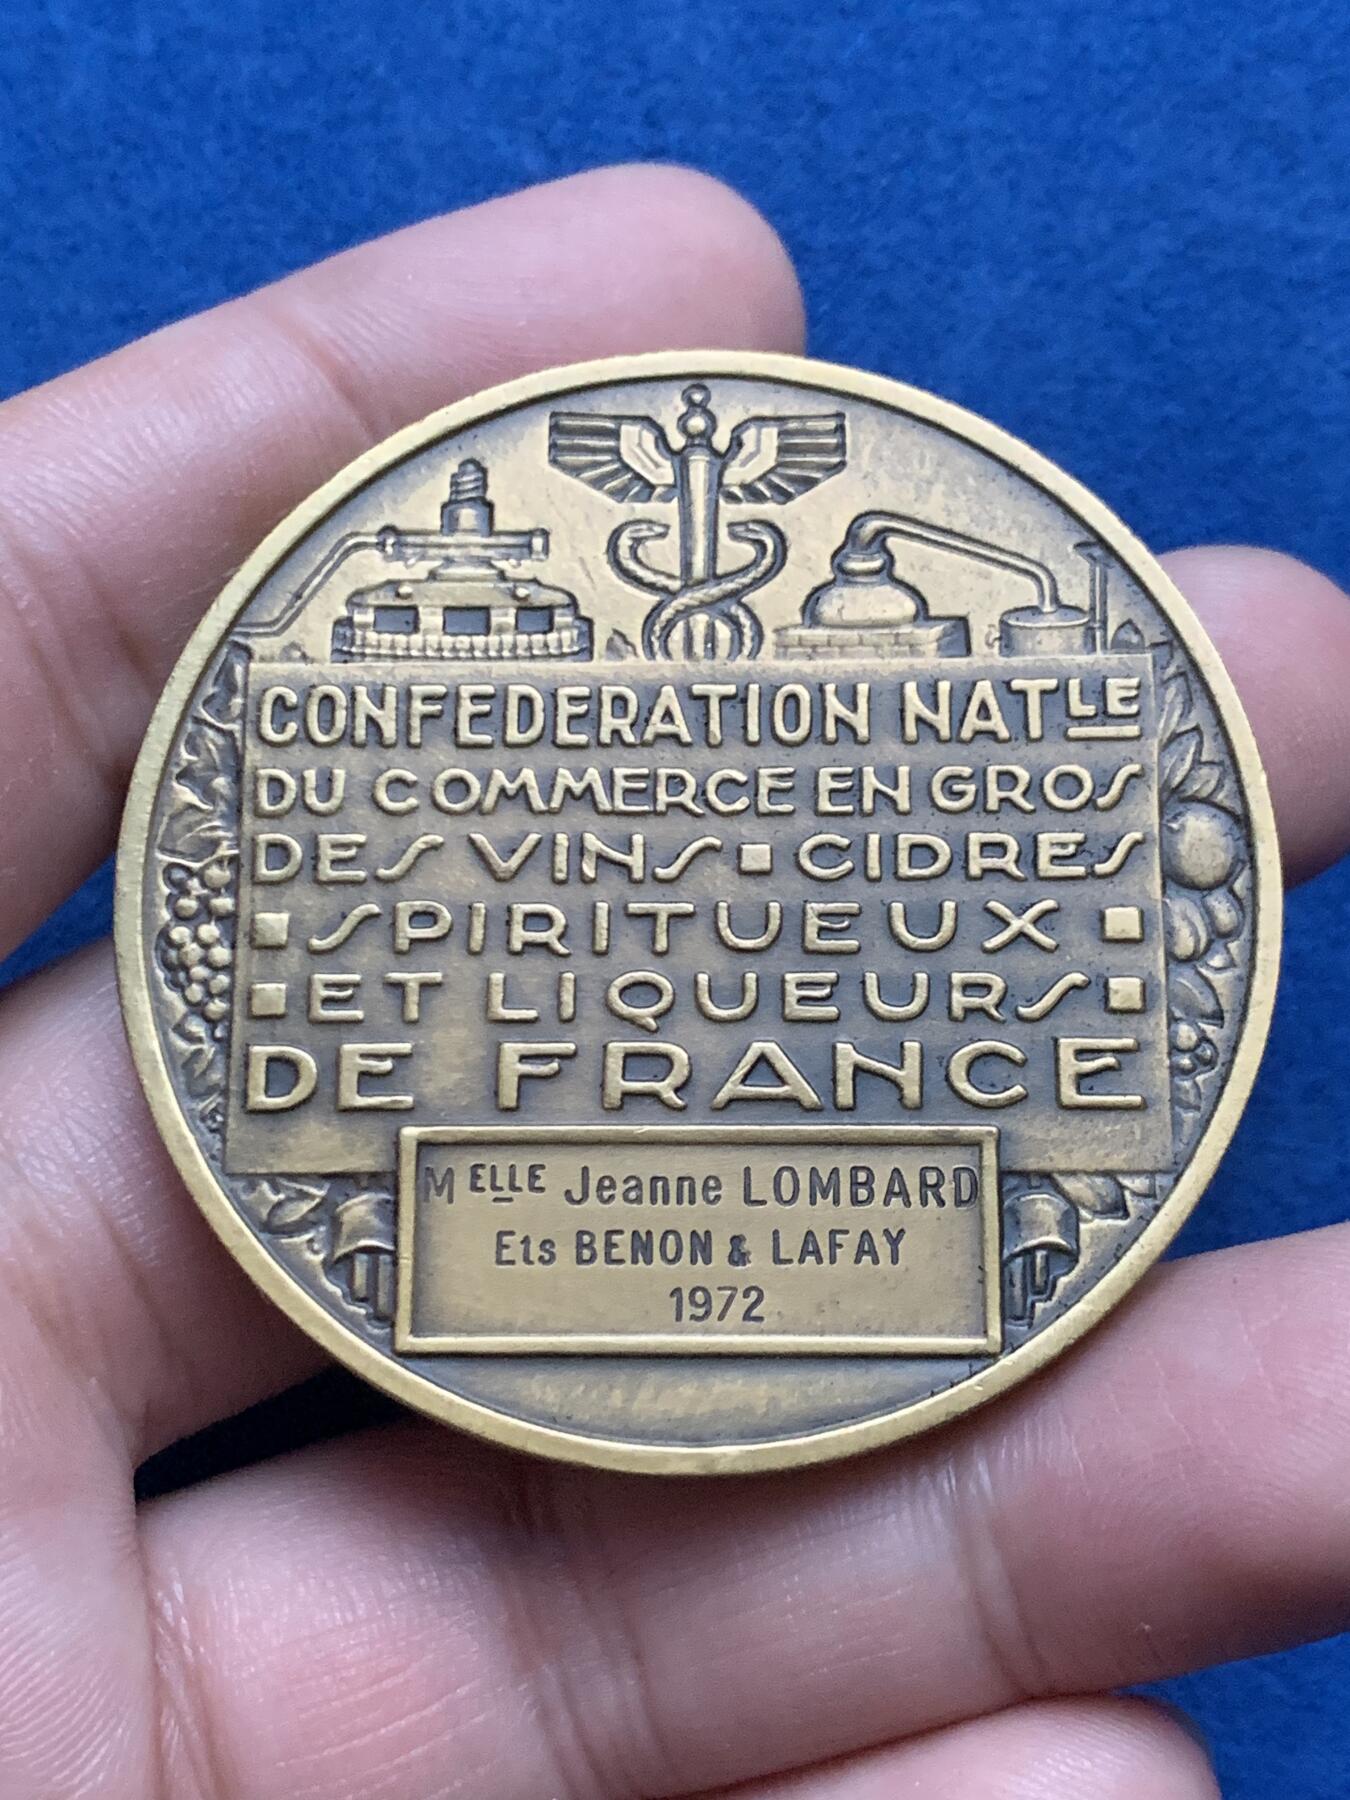 CONFEDERATION NATLE
DU COMMERCE EN GROS
DES VINS ▪ CIDRES
▪ SPIRITUEUX ▪
▪ ET LIQUEURS ▪
DE FRANCE
MELLE Jeanne LOMBARD
Ets BENON & LAFAY
1972